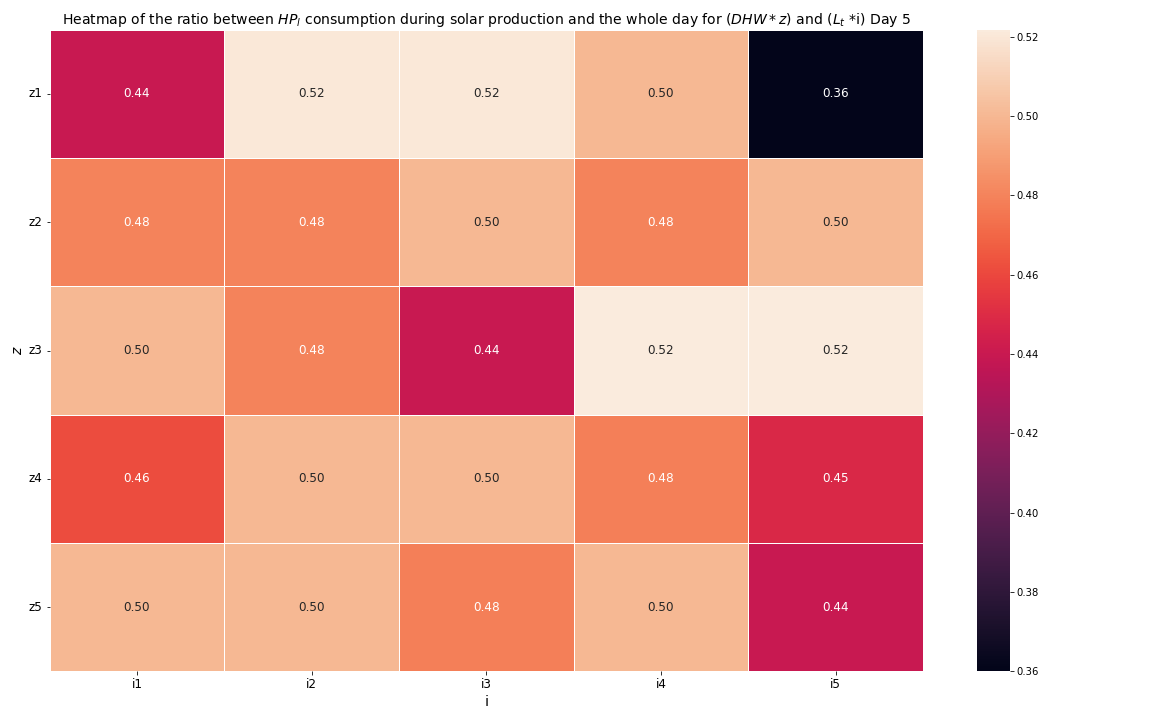 Heatmap of the ratio between HP_l consumption during solar production and the whole day for (DHW * z) and (L_t *i) Day 5
z1 0.44 0.52 0.52 0.50 0.36
z2 0.48 0.48 0.50 0.48 0.50
z3 0.50 0.48 0.44 0.52 0.52
z4 0.46 0.50 0.50 0.48 0.45
z5 0.50 0.50 0.48 0.50 0.44
z
i1 i2 i3 i4 i5
i
0.52
0.50
0.48
0.46
0.44
0.42
0.40
0.38
0.36